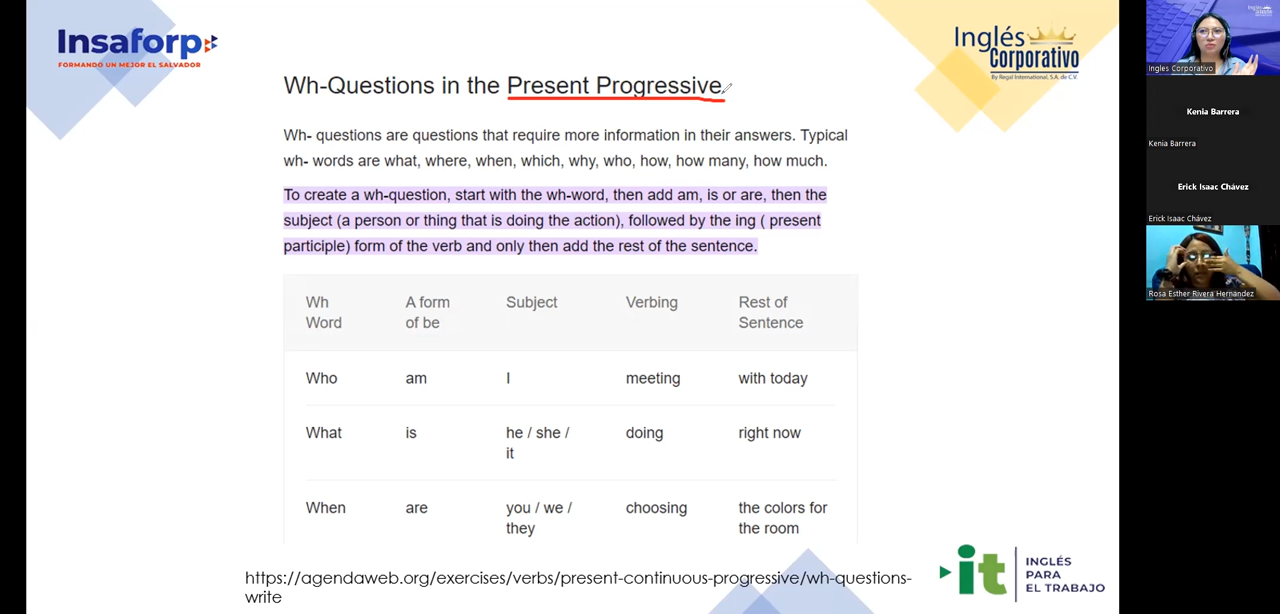 Insaforp
FORMANDO UN MEJOR EL SALVADOR
Inglés
Corporativo
By Regal International, S.A. de C.V.
Wh-Questions in the Present Progressive
Wh- questions are questions that require more information in their answers. Typical
wh- words are what, where, when, which, why, who, how, how many, how much.
To create a wh-question, start with the wh-word, then add am, is or are, then the
subject (a person or thing that is doing the action), followed by the ing ( present
participle) form of the verb and only then add the rest of the sentence.
Wh Word A form of be Subject Verbing Rest of Sentence
Who am I meeting with today
What is he / she / it doing right now
When are you / we / they choosing the colors for the room
https://agendaweb.org/exercises/verbs/present-continuous-progressive/wh-questions-
write
it
INGLÉS
PARA
EL TRABAJO
Ingles Corporativo
Kenia Barrera
Kenia Barrera
Erick Isaac Chávez
Erick Isaac Chávez
Rosa Esther Rivera Hernández